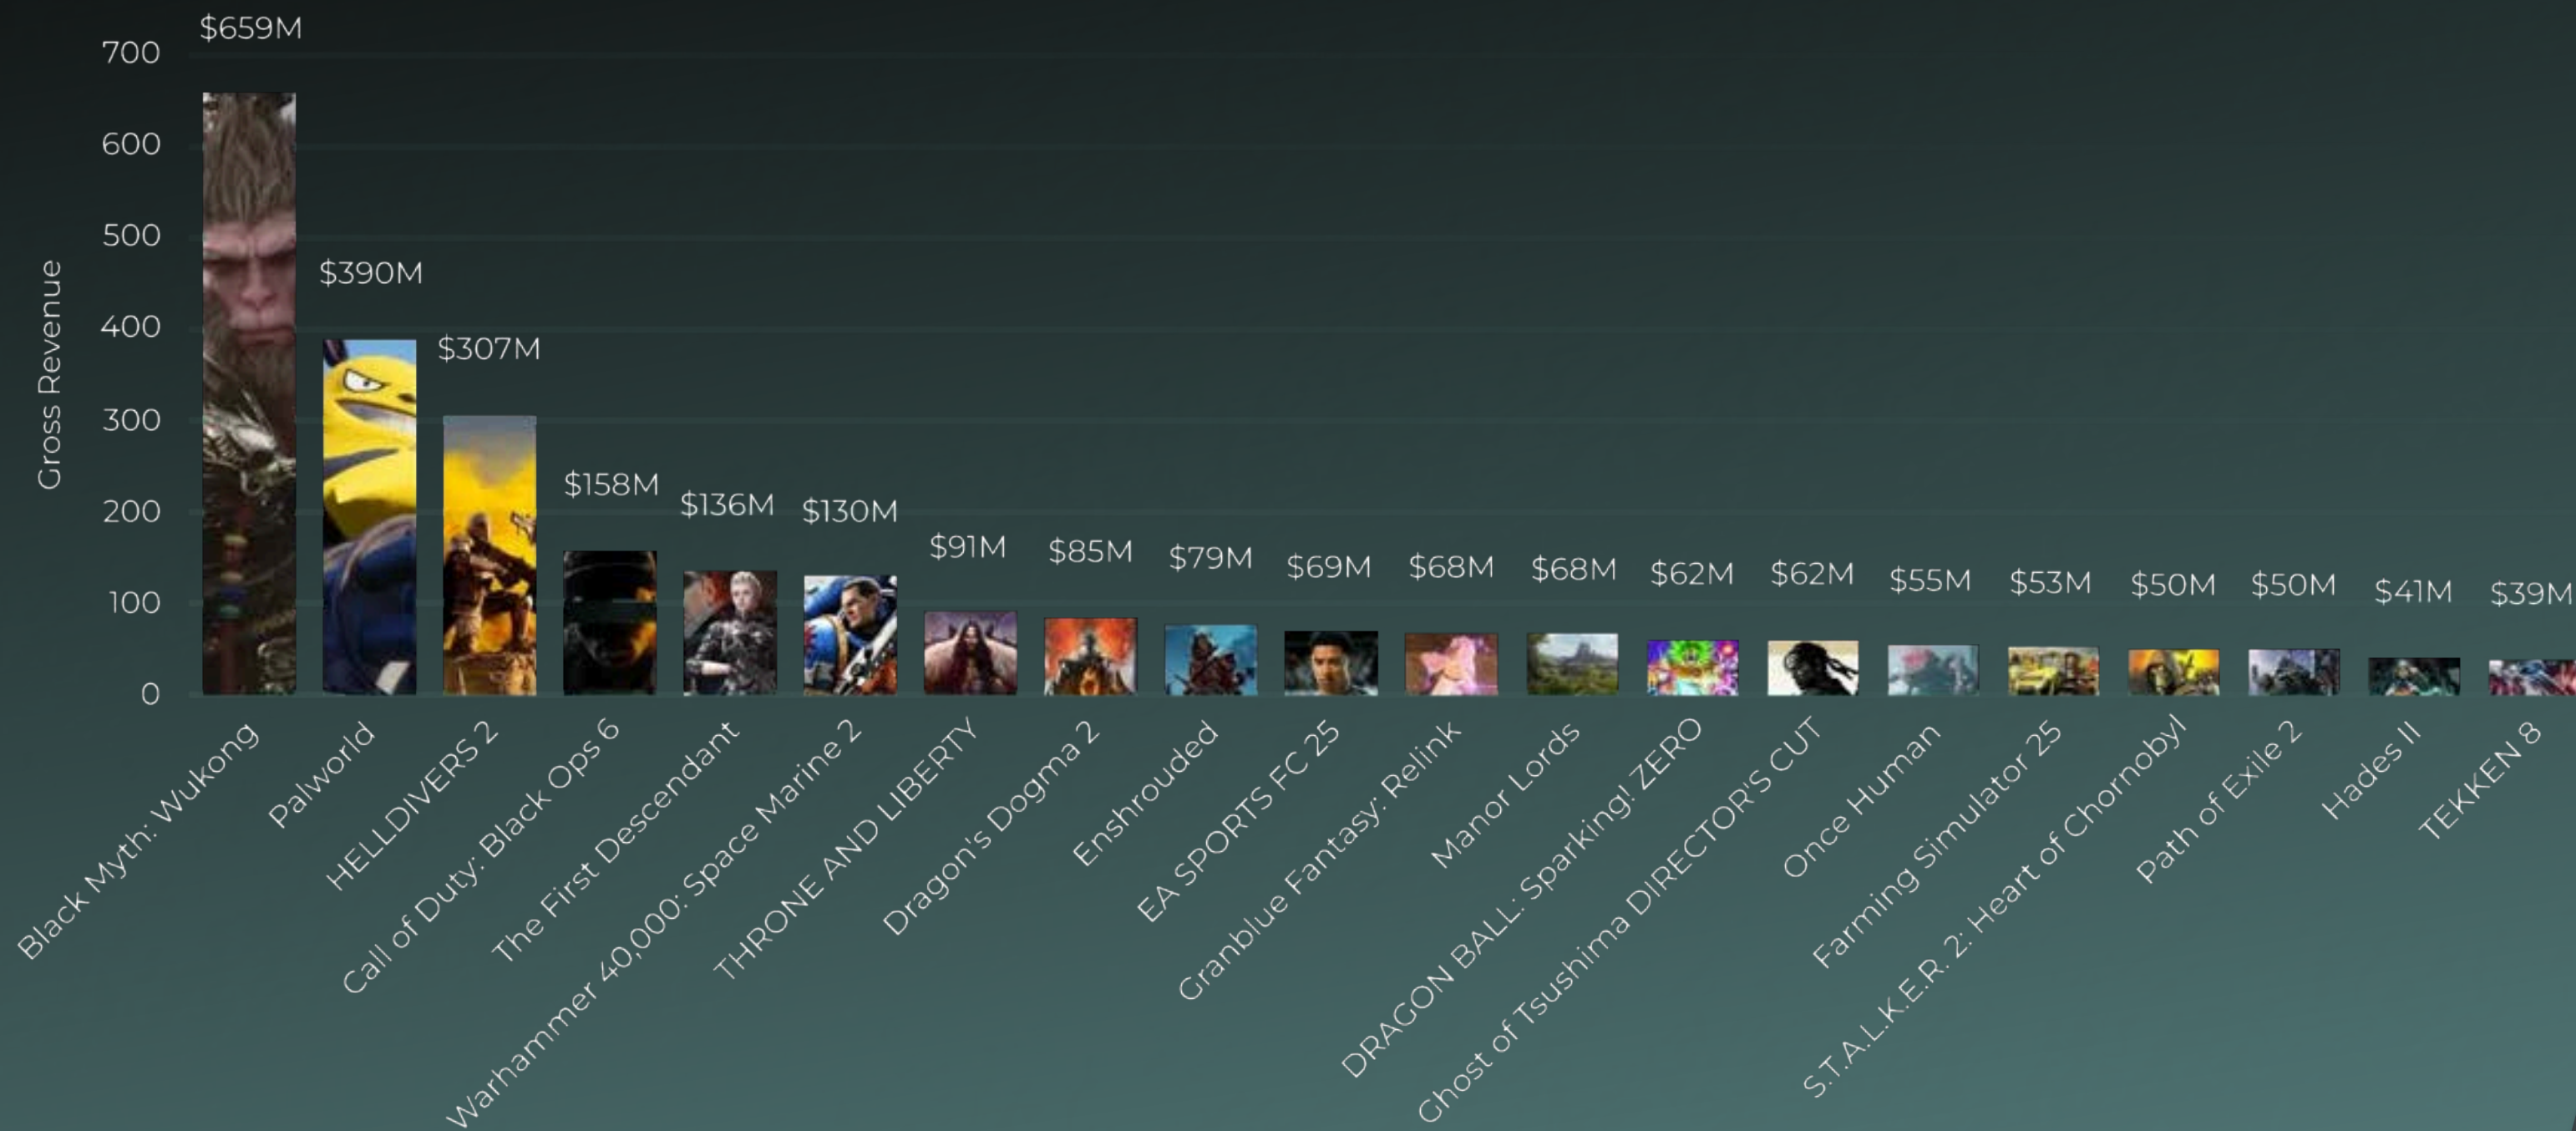 Gross Revenue
700
600
500
400
300
200
100
0
$659M
$390M
$307M
$158M
$136M
$130M
$91M
$85M
$79M
$69M
$68M
$68M
$62M
$62M
$55M
$53M
$50M
$50M
$41M
$39M
Black Myth: Wukong
Palworld
HELLDIVERS 2
Call of Duty: Black Ops 6
The First Descendant
Warhammer 40,000: Space Marine 2
THRONE AND LIBERTY
Dragon's Dogma 2
Enshrouded
EA SPORTS FC 25
Granblue Fantasy: Relink
Manor Lords
DRAGON BALL: Sparking! ZERO
Ghost of Tsushima DIRECTOR'S CUT
Once Human
Farming Simulator 25
S.T.A.L.K.E.R. 2: Heart of Chornobyl
Path of Exile 2
Hades II
TEKKEN 8